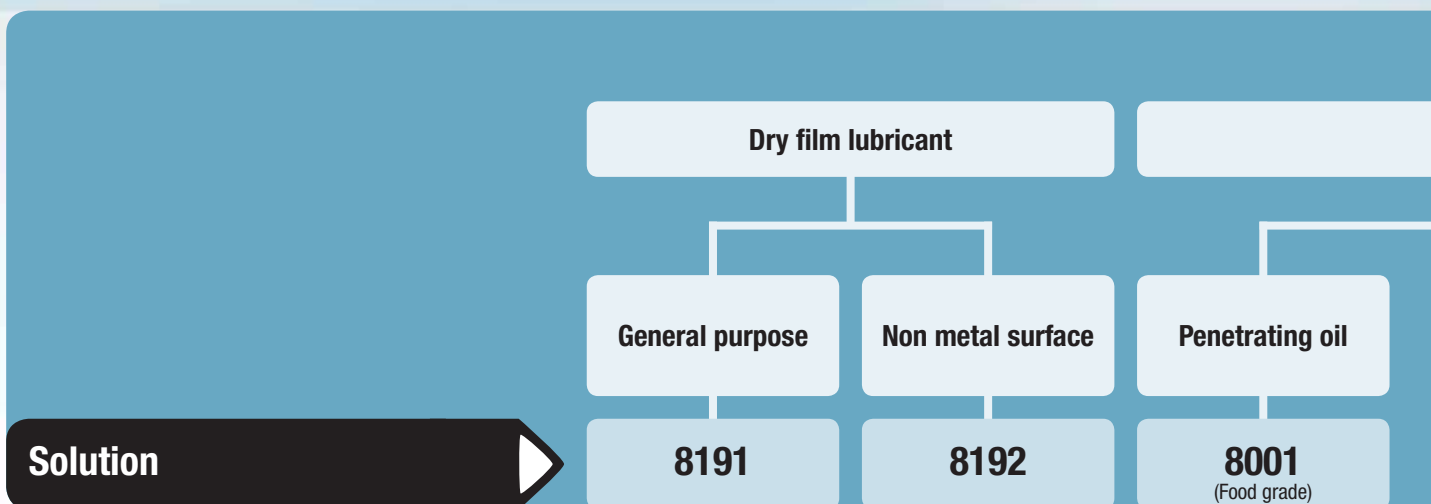 Dry film lubricant
General purpose
Non metal surface
Penetrating oil
Solution
8191
8192
8001
(Food grade)